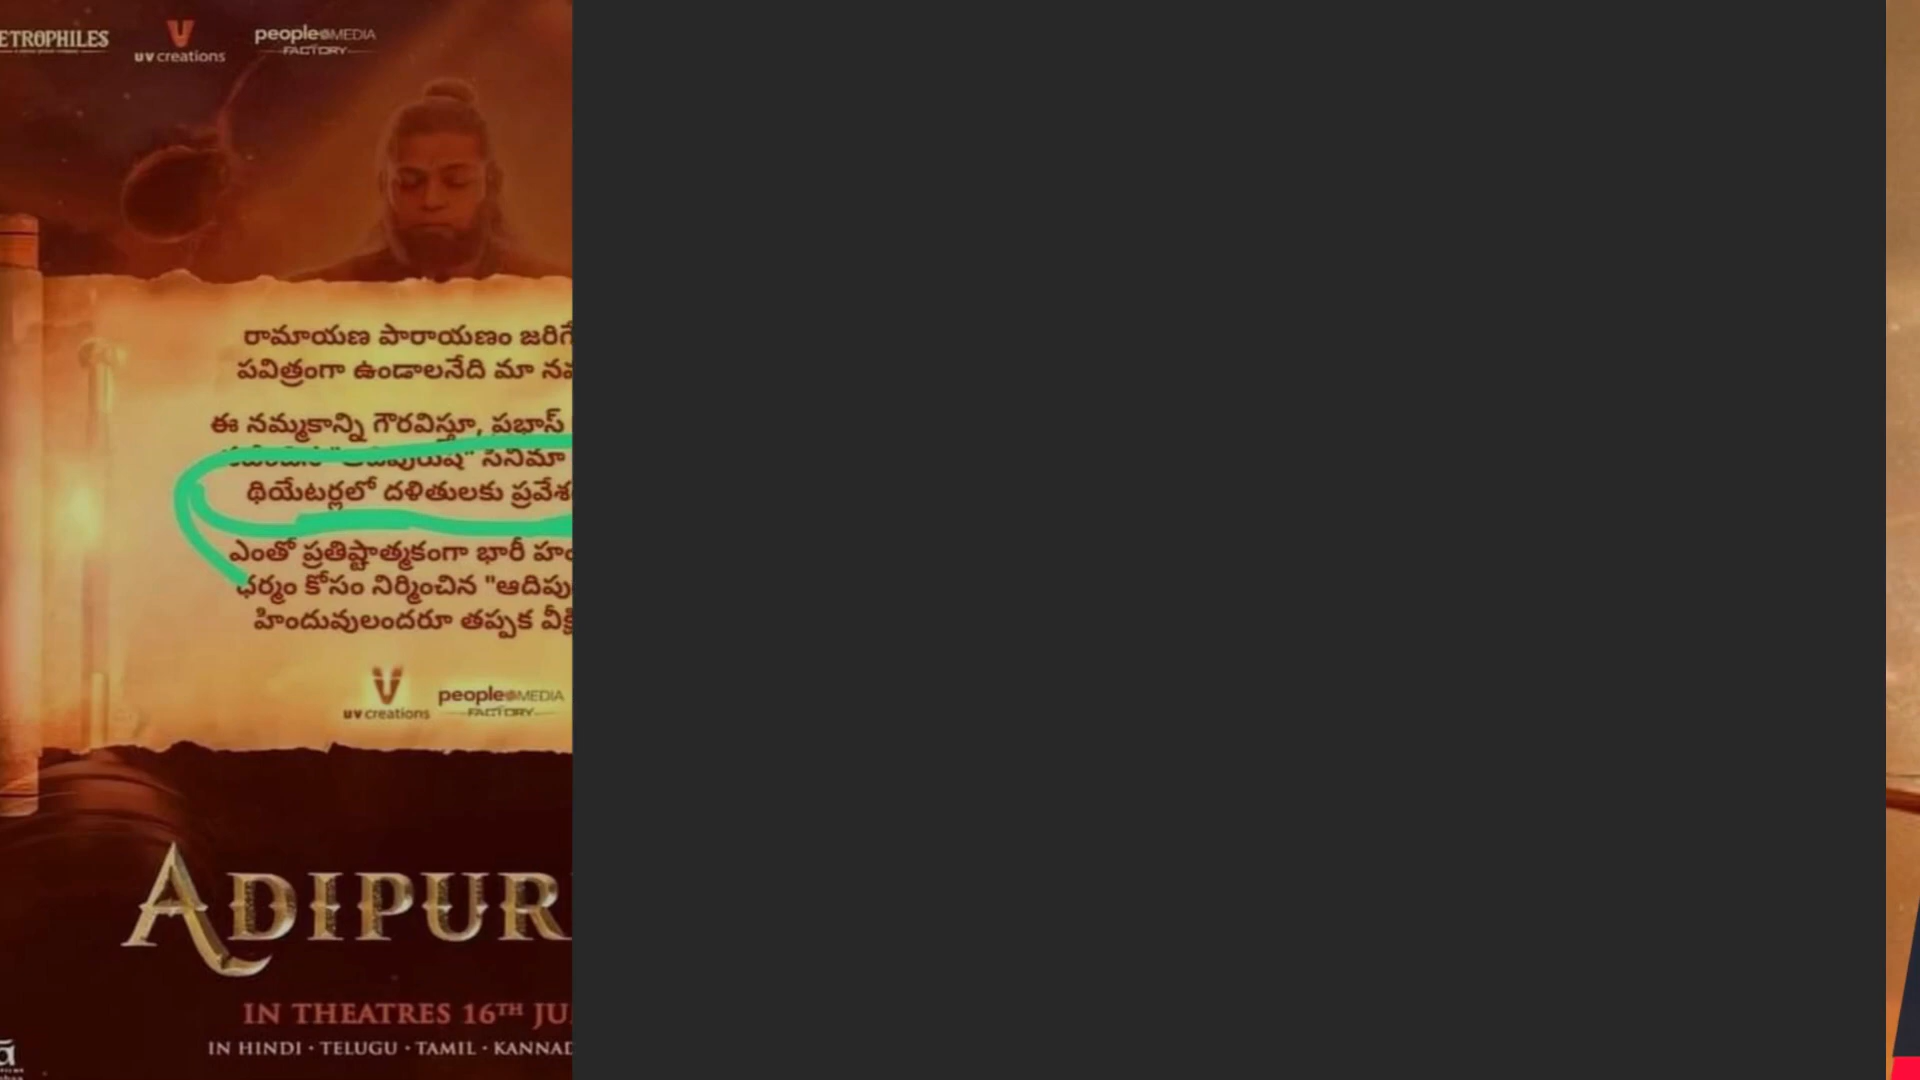 ETROPHILES
UV creations
people MEDIA
FACTORY
రామాయణ పారాయణం జరిగే
పవిత్రంగా ఉండాలనేది మా
ఈ నమ్మకాన్ని గౌరవిస్తూ, పభాస్
"ఆదిపురుష్" సినిమా
థియేటర్లలో దళితులకు ప్రవేశ
ఎంతో ప్రతిష్టాత్మకంగా భారీ
ధర్మం కోసం నిర్మించిన "ఆదిపు
హిందువులందరూ తప్పక
UV creations
people MEDIA
FACTORY
ADIPUR
IN THEATRES 16TH JU
IN HINDI · TELUGU · TAMIL · KANNAD